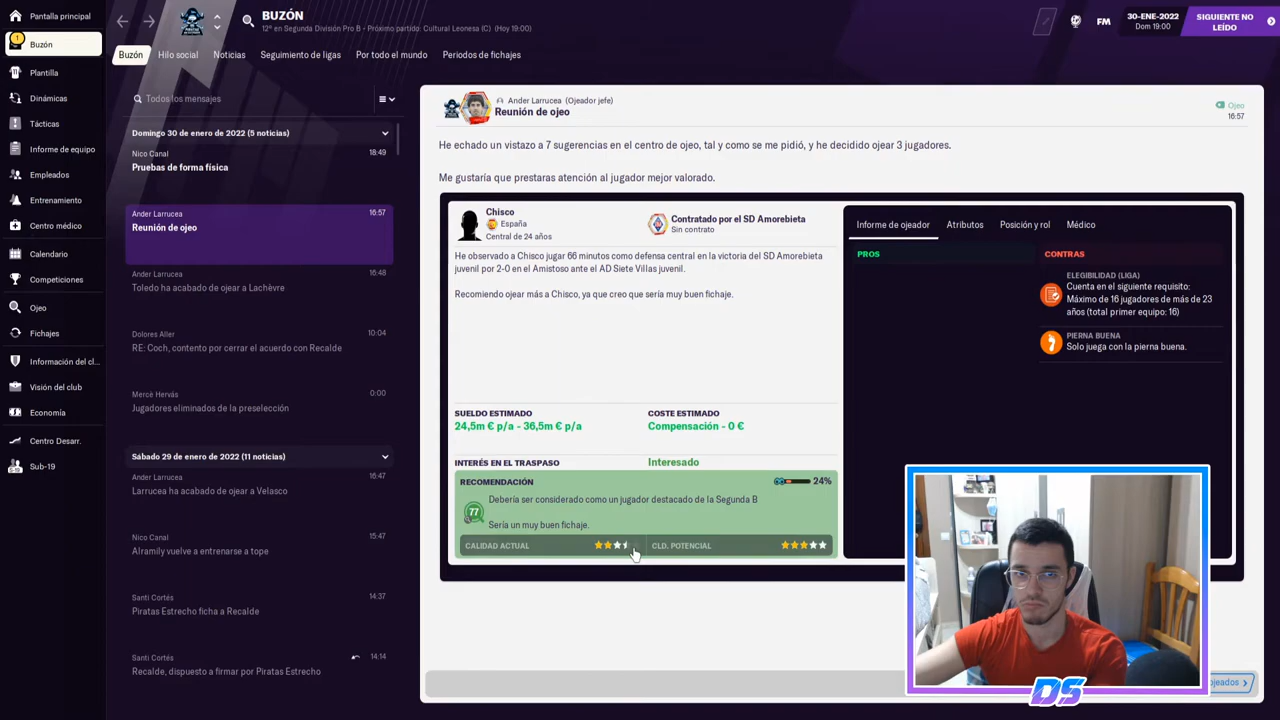 Pantalla principal
1
Buzón
Plantilla
Dinámicas
Tácticas
Informe de equipo
Empleados
Entrenamiento
Centro médico
Calendario
Competiciones
Ojeo
Fichajes
Información del cl...
Visión del club
Economía
Centro Desarr.
Sub-19
BUZÓN
12º en Segunda División Pro B - Próximo partido: Cultural Leonesa (C) (Hoy 19:00)
FM
30-ENE-2022
Dom 19:00
SIGUIENTE NO
LEÍDO
Buzón
Hilo social
Noticias
Seguimiento de ligas
Por todo el mundo
Periodos de fichajes
Todos los mensajes
Domingo 30 de enero de 2022 (5 noticias)
Nico Canal 18:49
Pruebas de forma física
Ander Larrucea 16:57
Reunión de ojeo
Ander Larrucea 16:48
Toledo ha acabado de ojear a Lachèvre
Dolores Aller 10:04
RE: Coch, contento por cerrar el acuerdo con Recalde
Mercè Hervás 0:00
Jugadores eliminados de la preselección
Sábado 29 de enero de 2022 (11 noticias)
Ander Larrucea 16:47
Larrucea ha acabado de ojear a Velasco
Nico Canal 15:47
Alramily vuelve a entrenarse a tope
Santi Cortés 14:37
Piratas Estrecho ficha a Recalde
Santi Cortés 14:14
Recalde, dispuesto a firmar por Piratas Estrecho
Ander Larrucea (Ojeador jefe)
Reunión de ojeo
Ojeo
16:57
He echado un vistazo a 7 sugerencias en el centro de ojeo, tal y como se me pidió, y he decidido ojear 3 jugadores.
Me gustaría que prestaras atención al jugador mejor valorado.
Chisco
España
Central de 24 años
Contratado por el SD Amorebieta
Sin contrato
He observado a Chisco jugar 66 minutos como defensa central en la victoria del SD Amorebieta
juvenil por 2-0 en el Amistoso ante el AD Siete Villas juvenil.
Recomiendo ojear más a Chisco, ya que creo que sería muy buen fichaje.
SUELDO ESTIMADO
24,5m € p/a - 36,5m € p/a
COSTE ESTIMADO
Compensación - 0 €
INTERÉS EN EL TRASPASO
Interesado
RECOMENDACIÓN
24%
77
Debería ser considerado como un jugador destacado de la Segunda B
Sería un muy buen fichaje.
CALIDAD ACTUAL
CLD. POTENCIAL
Informe de ojeador
Atributos
Posición y rol
Médico
PROS
CONTRAS
ELEGIBILIDAD (LIGA)
Cuenta en el siguiente requisito:
Máximo de 16 jugadores de más de 23
años (total primer equipo: 16)
PIERNA BUENA
Solo juega con la pierna buena.
ojeados
DS